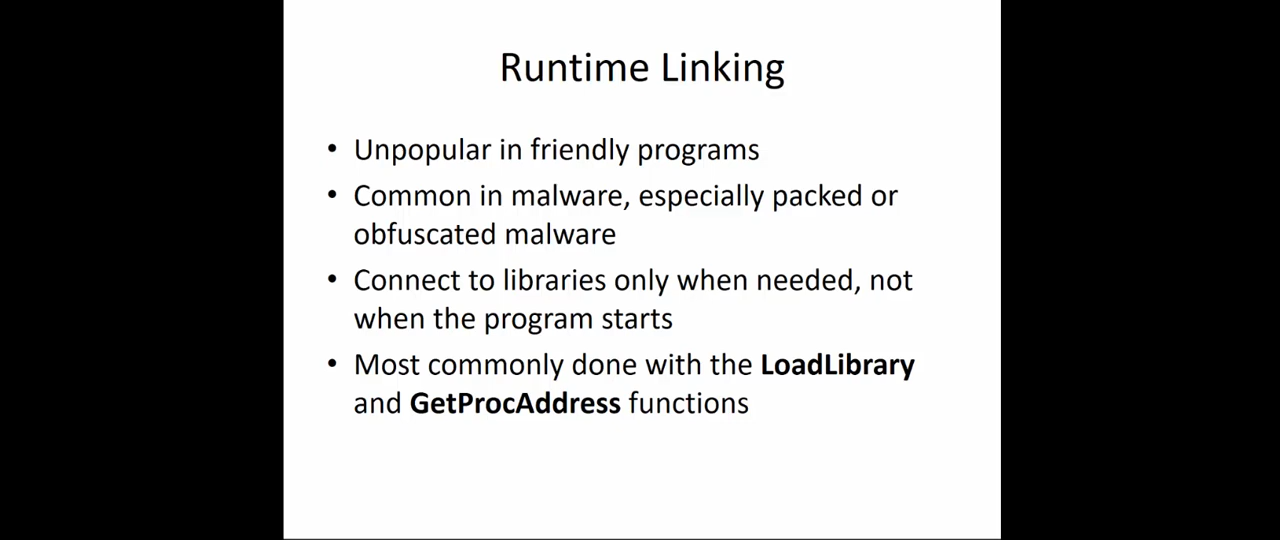 Runtime Linking
• Unpopular in friendly programs
• Common in malware, especially packed or
obfuscated malware
• Connect to libraries only when needed, not
when the program starts
• Most commonly done with the LoadLibrary
and GetProcAddress functions